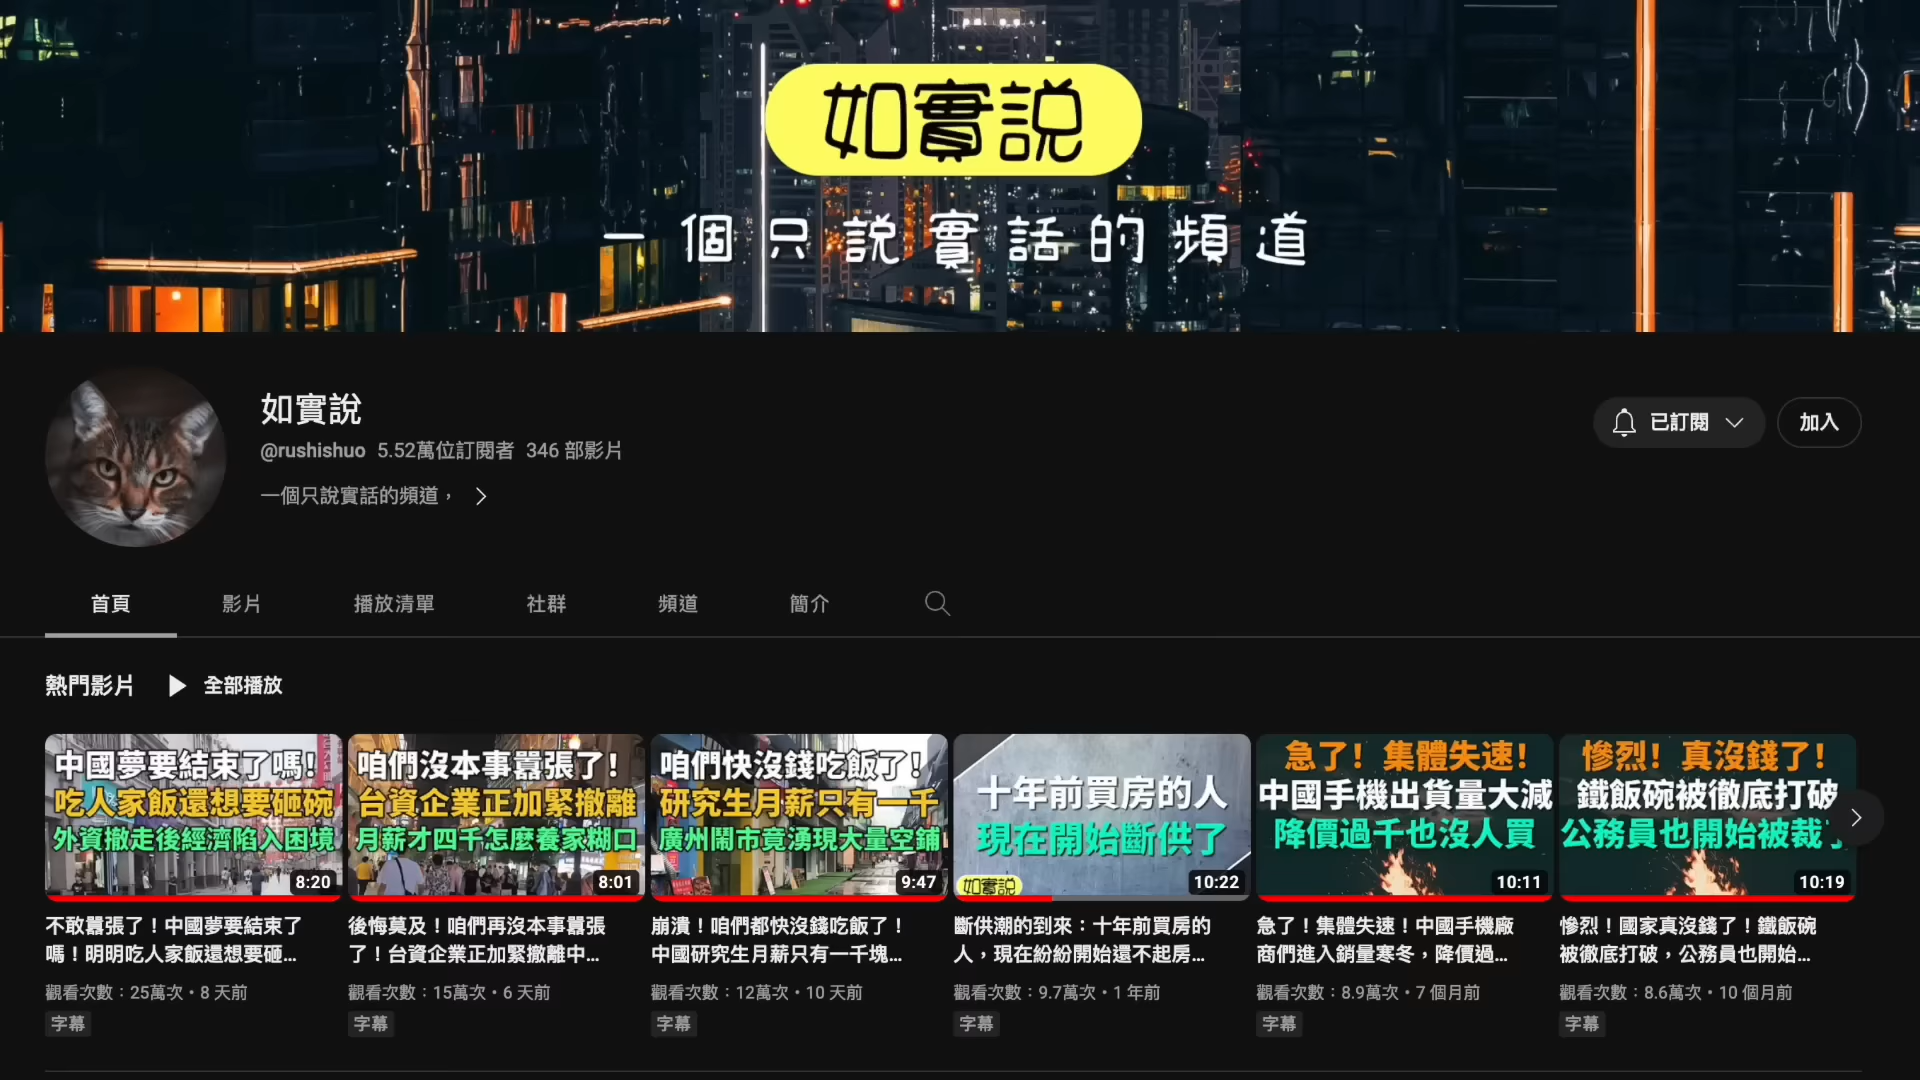 如實説
一個只説實話的頻道
如實說
@rushishuo 5.52萬位訂閱者 346 部影片
一個只說實話的頻道，
已訂閱
加入
首頁
影片
播放清單
社群
頻道
簡介
熱門影片
全部播放
中國夢要結束了嗎！
吃人家飯還想要砸碗
外資撤走後經濟陷入困境
8:20
不敢囂張了！中國夢要結束了
嗎！明明吃人家飯還想要砸...
觀看次數：25萬次・8 天前
字幕
咱們沒本事囂張了！
台資企業正加緊撤離
月薪才四千怎麼養家糊口
8:01
後悔莫及！咱們再沒本事囂張
了！台資企業正加緊撤離中...
觀看次數：15萬次・6 天前
字幕
咱們快沒錢吃飯了！
研究生月薪只有一千
廣州鬧市竟湧現大量空鋪
9:47
崩潰！咱們都快沒錢吃飯了！
中國研究生月薪只有一千塊...
觀看次數：12萬次・10 天前
字幕
十年前買房的人
現在開始斷供了
如實説
10:22
斷供潮的到來：十年前買房的
人，現在紛紛開始還不起房...
觀看次數：9.7萬次・1 年前
字幕
急了！集體失速！
中國手機出貨量大減
降價過千也沒人買
10:11
急了！集體失速！中國手機廠
商們進入銷量寒冬，降價過...
觀看次數：8.9萬次・7 個月前
字幕
慘烈！真沒錢了！
鐵飯碗被徹底打破
公務員也開始被裁了
10:19
慘烈！國家真沒錢了！鐵飯碗
被徹底打破，公務員也開始...
觀看次數：8.6萬次・10 個月前
字幕